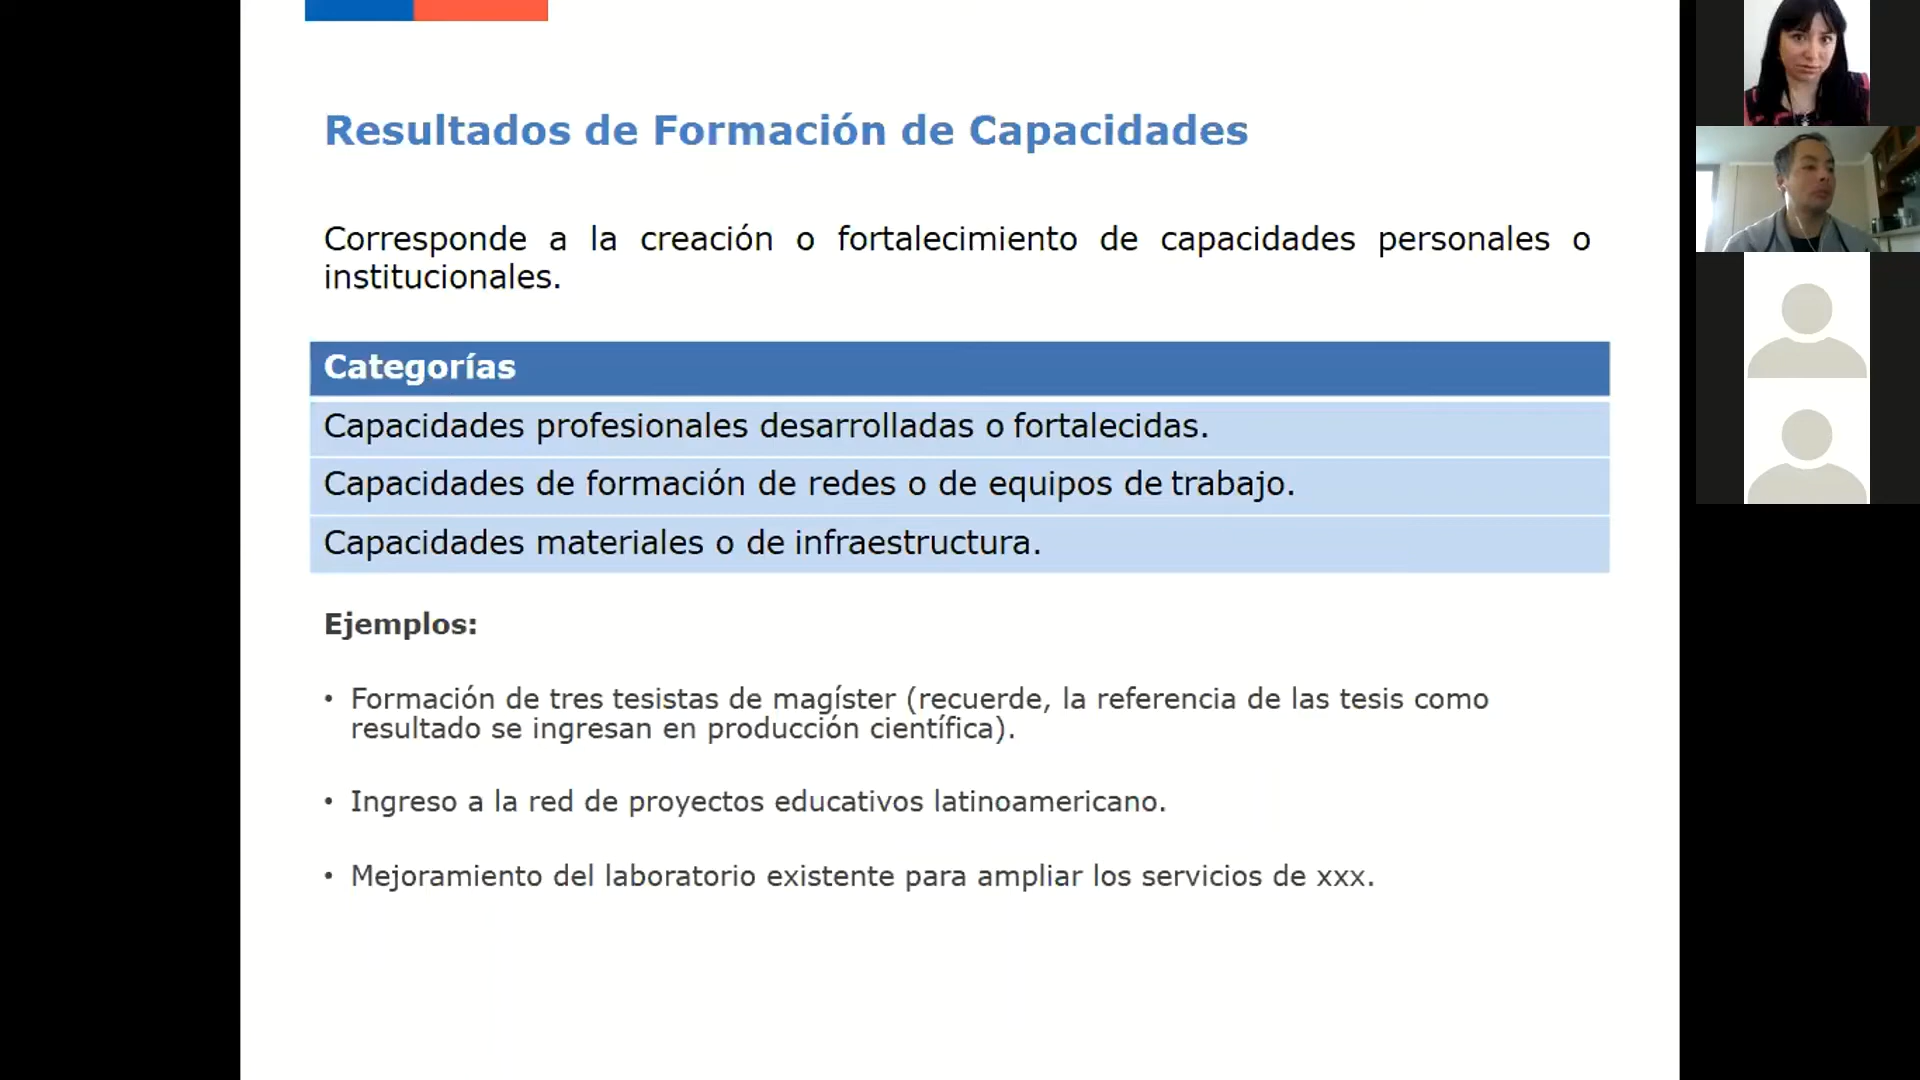 Resultados de Formación de Capacidades
Corresponde a la creación o fortalecimiento de capacidades personales o
institucionales.
Categorías
Capacidades profesionales desarrolladas o fortalecidas.
Capacidades de formación de redes o de equipos de trabajo.
Capacidades materiales o de infraestructura.
Ejemplos:
• Formación de tres tesistas de magíster (recuerde, la referencia de las tesis como
resultado se ingresan en producción científica).
• Ingreso a la red de proyectos educativos latinoamericano.
• Mejoramiento del laboratorio existente para ampliar los servicios de xxx.